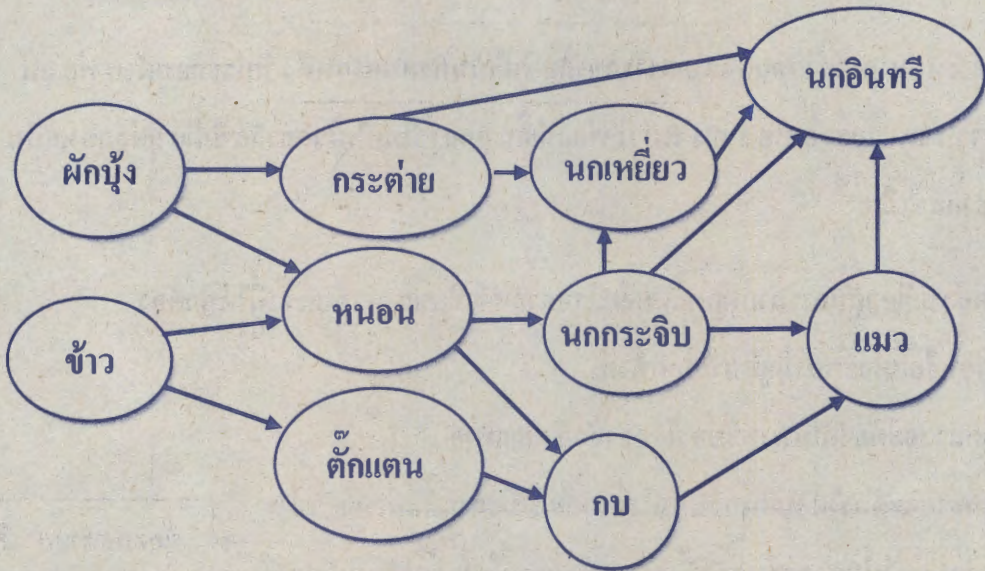 นกอินทรี
ผักบุ้ง
กระต่าย
นกเหยี่ยว
หนอน
นกกระจิบ
แมว
ข้าว
ตั๊กแตน
กบ